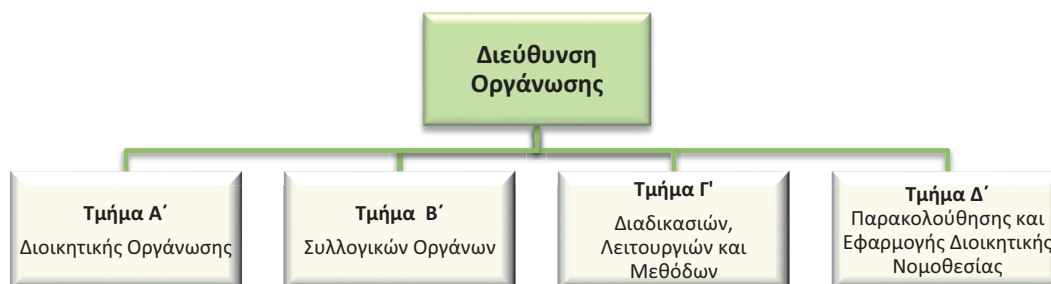 Διεύθυνση
Οργάνωσης
Τμήμα Α΄
Διοικητικής Οργάνωσης
Τμήμα Β΄
Συλλογικών Οργάνων
Τμήμα Γ'
Διαδικασιών,
Λειτουργιών και
Μεθόδων
Τμήμα Δ΄
Παρακολούθησης και
Εφαρμογής Διοικητικής
Νομοθεσίας